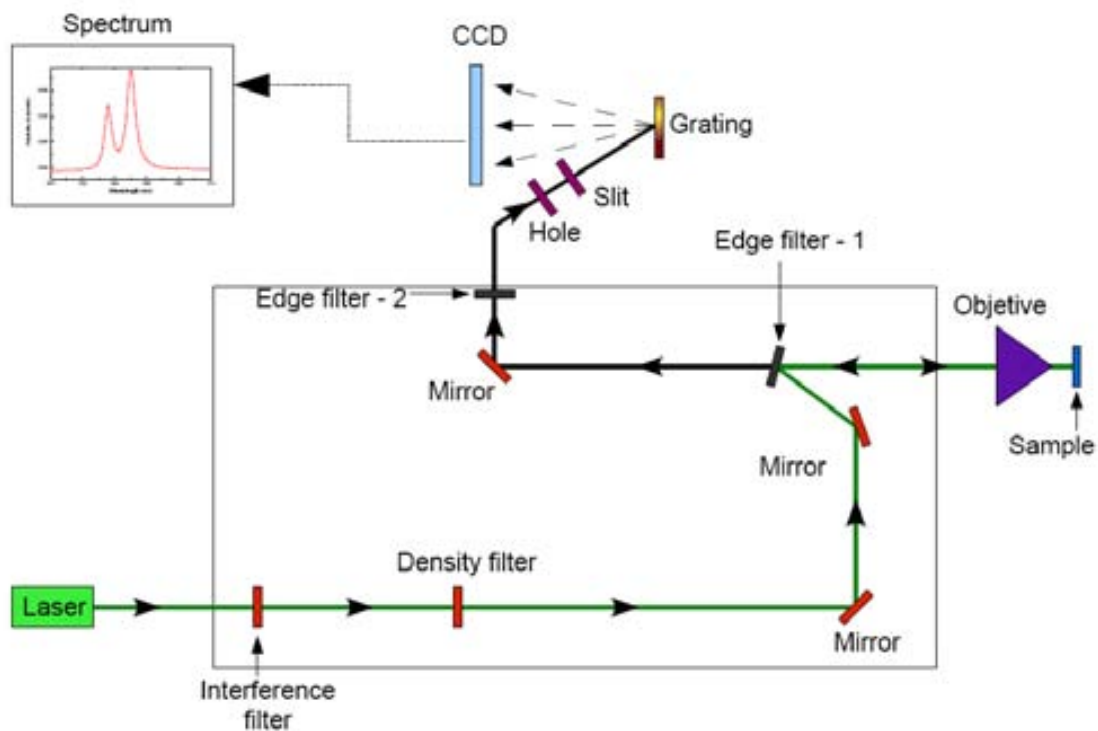 Spectrum
CCD
Grating
Slit
Hole
Edge filter - 1
Edge filter - 2
Objetive
Mirror
Sample
Mirror
Density filter
Laser
Mirror
Interference
filter